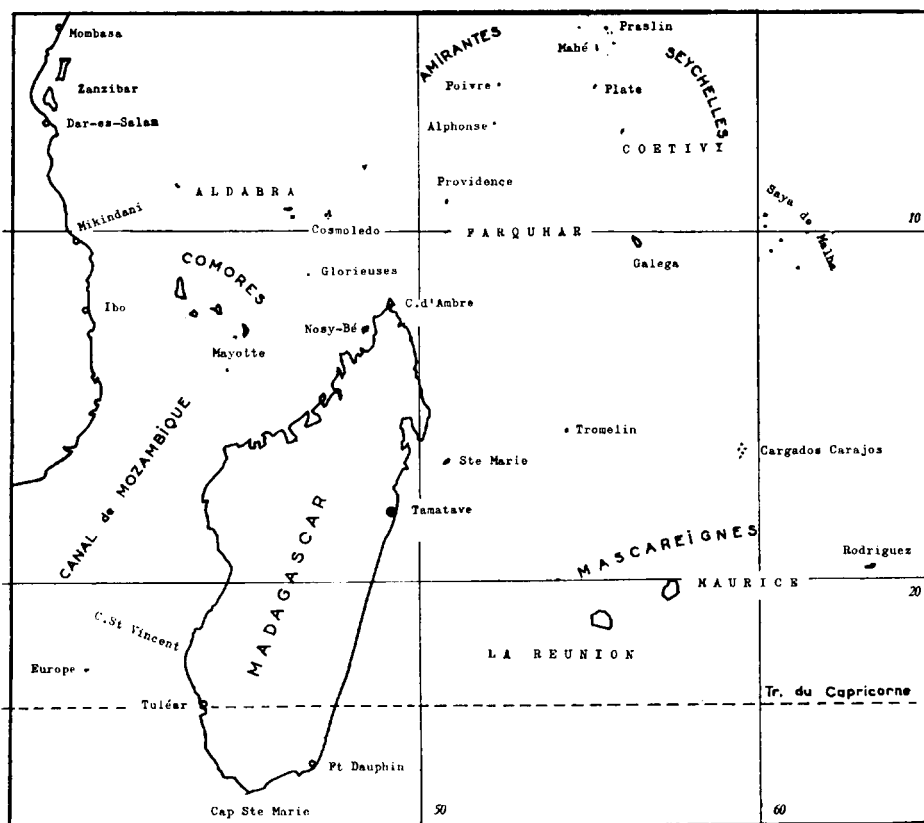 Mombasa
Praslin
Mahé
AMIRANTES
SEYCHELLES
Zanzibar
Poivre
Plate
Dar-es-Salam
Alphonse
COETIVY
Providence
ALDABRA
Saya de Malha
Mikindani
Cosmoledo
FARQUHAR
10
COMORES
Glorieuses
Galega
Ibo
C.d'Ambre
Nosy-Bé
Mayotte
CANAL de MOZAMBIQUE
Tromelin
Ste Marie
Cargados Carajos
MADAGASCAR
Tamatave
MASCAREÏGNES
Rodriguez
MAURICE
20
C.St Vincent
LA REUNION
Europe
Tr. du Capricorne
Tuléar
Ft Dauphin
Cap Ste Marie
50
60